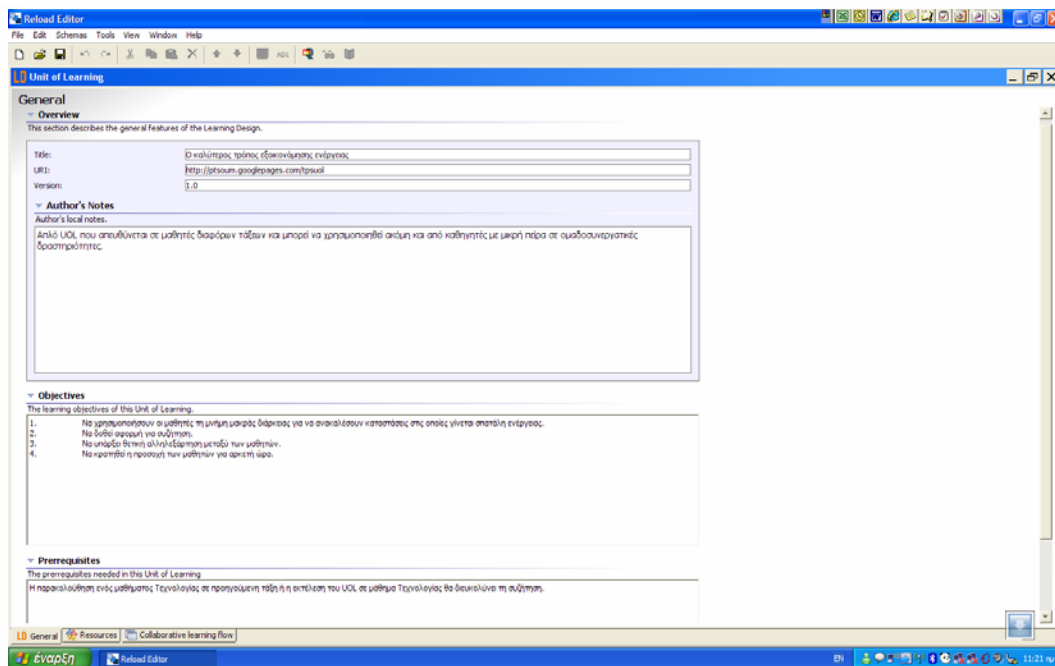 Reload Editor
File Edit Schemas Tools View Window Help
Unit of Learning
General
Overview
This section describes the general features of the Learning Design.
Title: Ο καλύτερος τρόπος εξοικονόμησης ενέργειας
URI: http://ptsoum.googlepages.com/tpsuol
Version: 1.0
Author's Notes
Author's local notes.
Απλό UOL που απευθύνεται σε μαθητές διαφόρων τάξεων και μπορεί να χρησιμοποιηθεί ακόμη και από καθηγητές με μικρή πείρα σε ομαδοσυνεργατικές
δραστηριότητες.
Objectives
The learning objectives of this Unit of Learning.
1. Να χρησιμοποιήσουν οι μαθητές τη μνήμη μακράς διάρκειας για να ανακαλέσουν καταστάσεις στις οποίες γίνεται σπατάλη ενέργειας.
2. Να δοθεί αφορμή για συζήτηση.
3. Να υπάρξει θετική αλληλεξάρτηση μεταξύ των μαθητών.
4. Να κρατηθεί η προσοχή των μαθητών για αρκετή ώρα.
Prerrequisites
The prerrequisites needed in this Unit of Learning
Η παρακολούθηση ενός μαθήματος Τεχνολογίας σε προηγούμενη τάξη ή η εκτέλεση του UOL σε μάθημα Τεχνολογίας θα διευκολύνει τη συζήτηση.
LD General Resources Collaborative learning flow
έναρξη Reload Editor EN 11:21 πμ